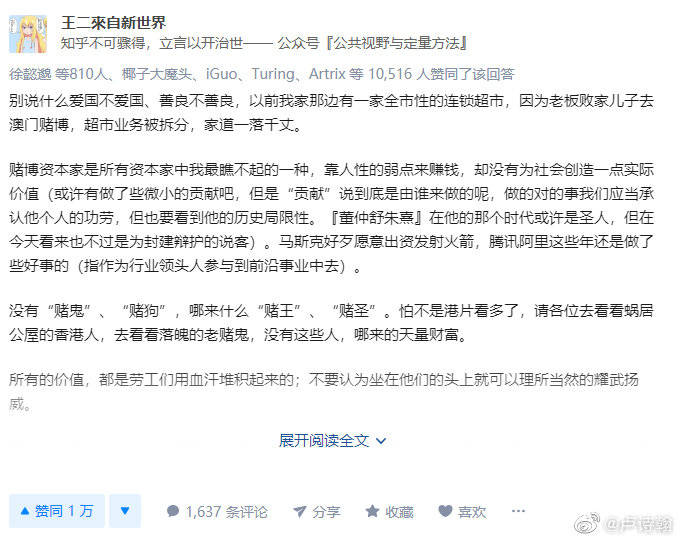 王二來自新世界
知乎不可骤得，立言以开治世—— 公众号『公共视野与定量方法』
徐懿邈 等810人、椰子大魔头、iGuo、Turing、Artrix 等 10,516 人赞同了该回答
别说什么爱国不爱国、善良不善良，以前我家那边有一家全市性的连锁超市，因为老板败家儿子去
澳门赌博，超市业务被拆分，家道一落千丈。
赌博资本家是所有资本家中我最瞧不起的一种，靠人性的弱点来赚钱，却没有为社会创造一点实际
价值（或许有做了些微小的贡献吧，但是“贡献”说到底是由谁来做的呢，做的对的事我们应当承
认他个人的功劳，但也要看到他的历史局限性。『董仲舒朱熹』在他的那个时代或许是圣人，但在
今天看来也不过是为封建辩护的说客）。马斯克好歹愿意出资发射火箭，腾讯阿里这些年还是做了
些好事的（指作为行业领头人参与到前沿事业中去）。
没有“赌鬼”、“赌狗”，哪来什么“赌王”、“赌圣”。怕不是港片看多了，请各位去看看蜗居
公屋的香港人，去看看落魄的老赌鬼，没有这些人，哪来的天量财富。
所有的价值，都是劳工们用血汗堆积起来的；不要认为坐在他们的头上就可以理所当然的耀武扬
威。
展开阅读全文
赞同 1 万 1,637 条评论 分享 收藏 喜欢
@卢诗翰